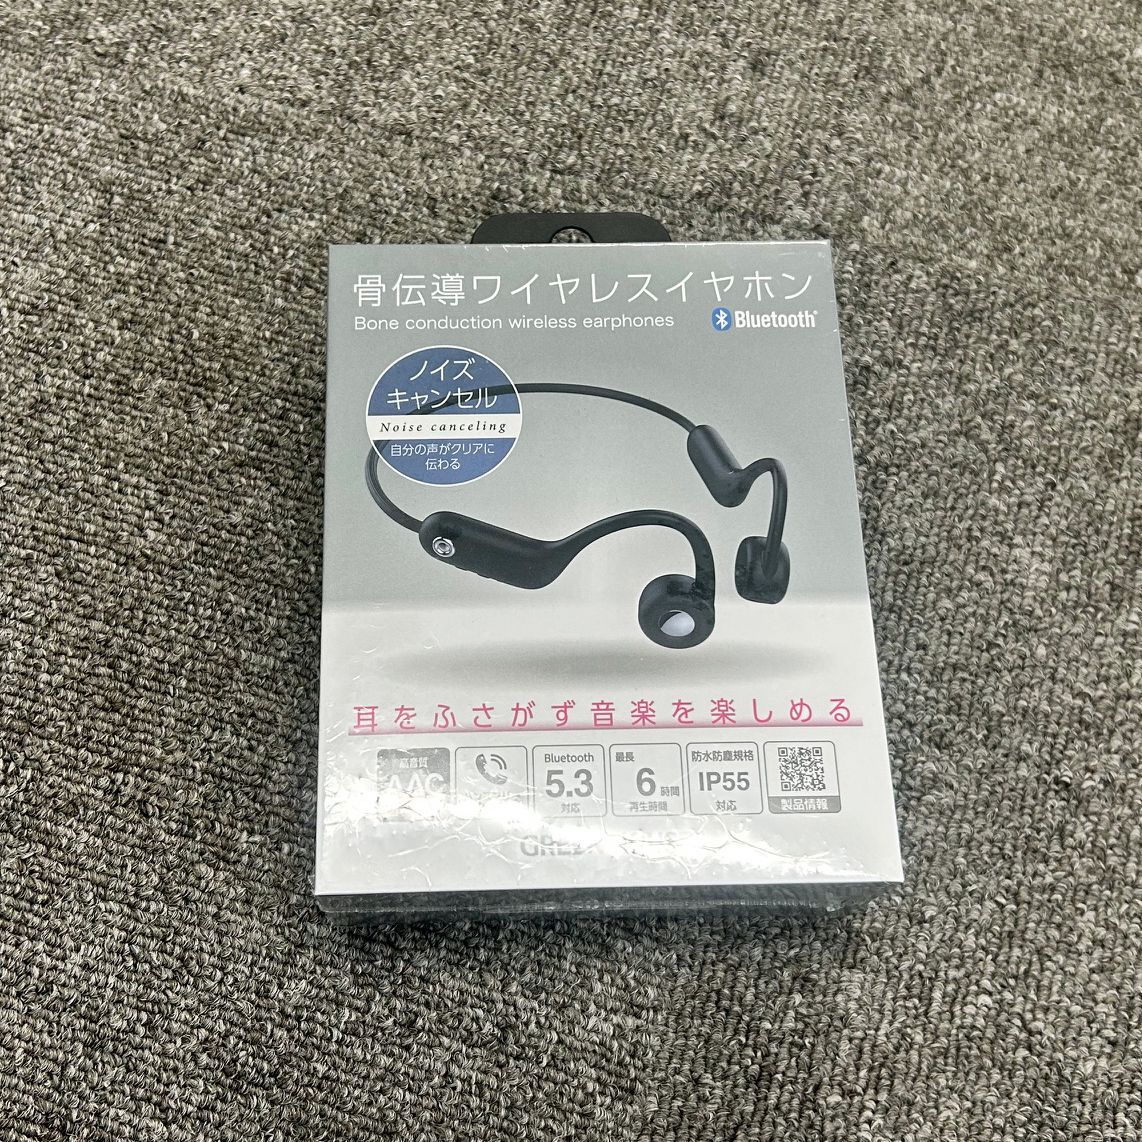 骨伝導ワイヤレスイヤホン
Bone conduction wireless earphones
Bluetooth®
ノイズ
キャンセル
Noise canceling
自分の声がクリアに
伝わる
耳をふさがず音楽を楽しめる
高音質
AAC
Bluetooth
5.3
対応
最長
6時間
再生時間
防水防塵規格
IP55
対応
製品情報